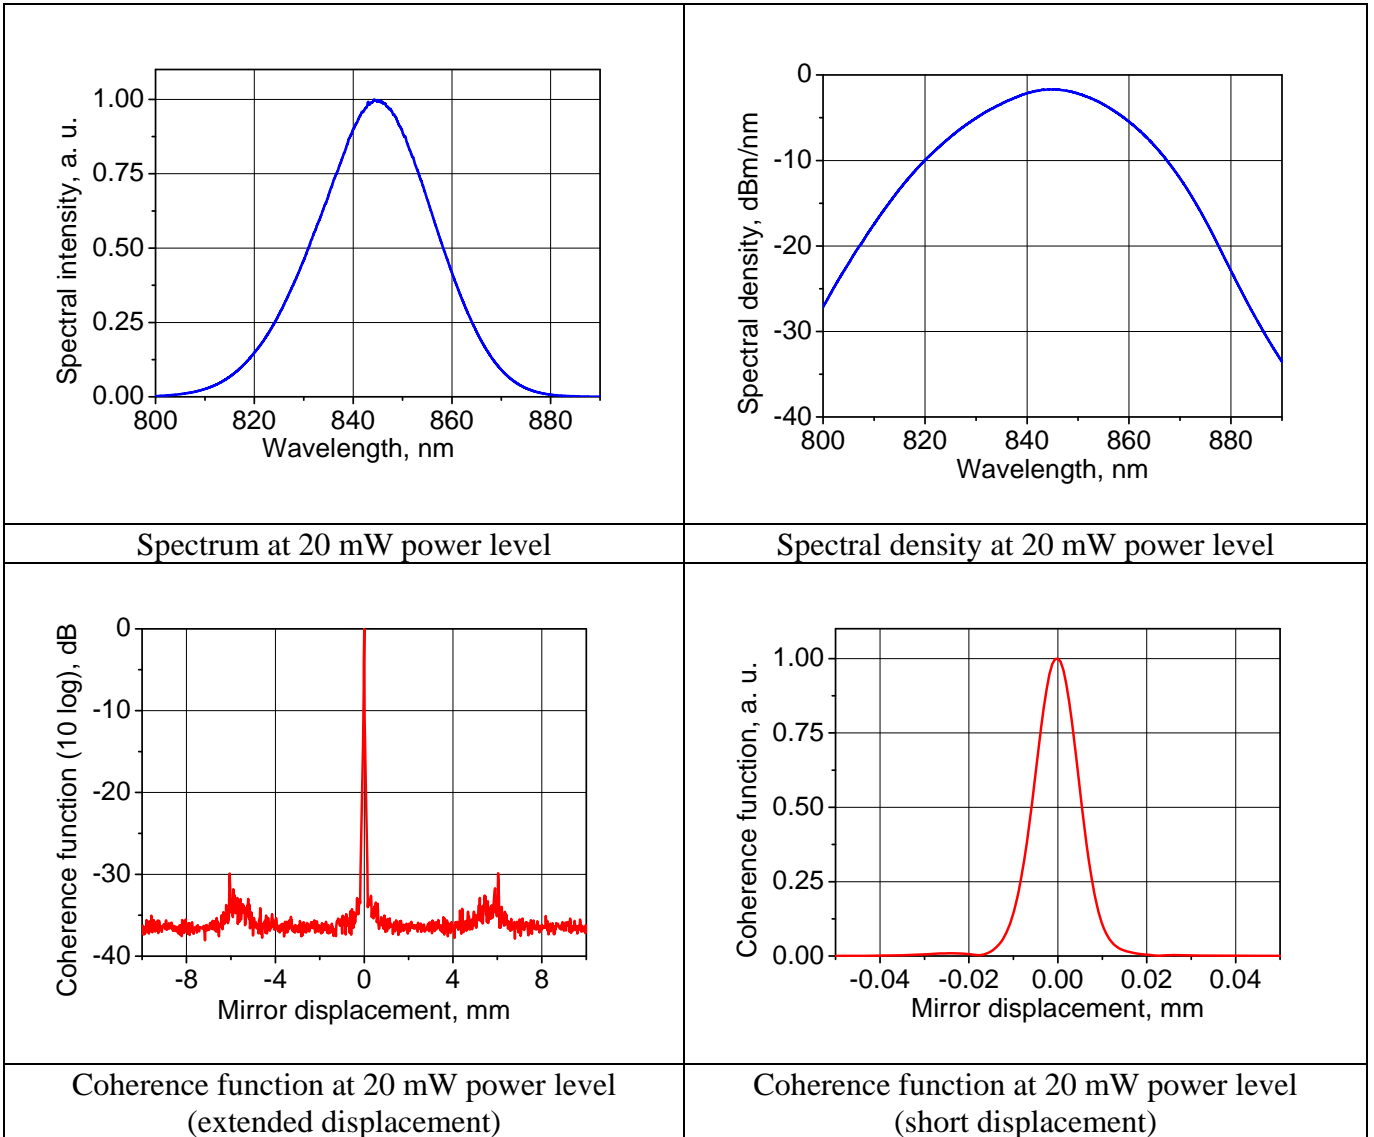 1.00
0.75
0.50
0.25
0.00
800
820
840
860
880
Spectral intensity, a. u.
Wavelength, nm
0
-10
-20
-30
-40
800
820
840
860
880
Spectral density, dBm/nm
Wavelength, nm
Spectrum at 20 mW power level
Spectral density at 20 mW power level
0
-10
-20
-30
-40
-8
-4
0
4
8
Coherence function (10 log), dB
Mirror displacement, mm
1.00
0.75
0.50
0.25
0.00
-0.04
-0.02
0.00
0.02
0.04
Coherence function, a. u.
Mirror displacement, mm
Coherence function at 20 mW power level
(extended displacement)
Coherence function at 20 mW power level
(short displacement)